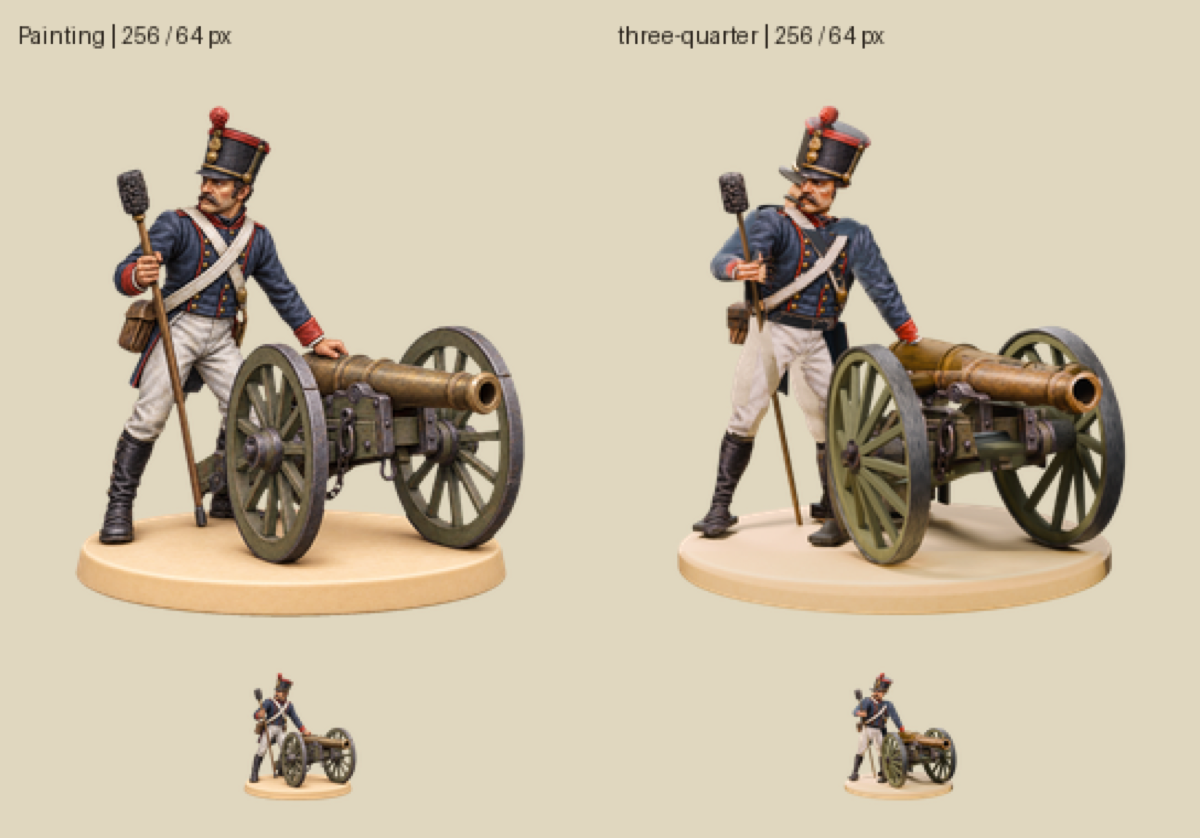 Painting | 256 / 64 px
three-quarter | 256 / 64 px